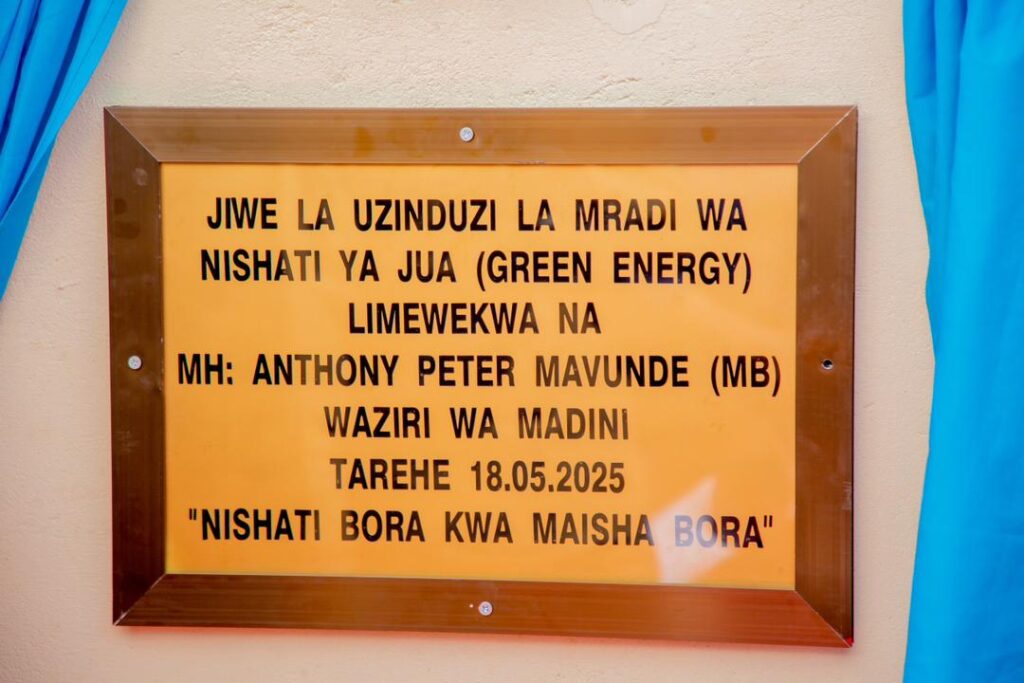 JIWE LA UZINDUZI LA MRADI WA
NISHATI YA JUA (GREEN ENERGY)
LIMEWEKWA NA
MH: ANTHONY PETER MAVUNDE (MB)
WAZIRI WA MADINI
TAREHE 18.05.2025
"NISHATI BORA KWA MAISHA BORA"